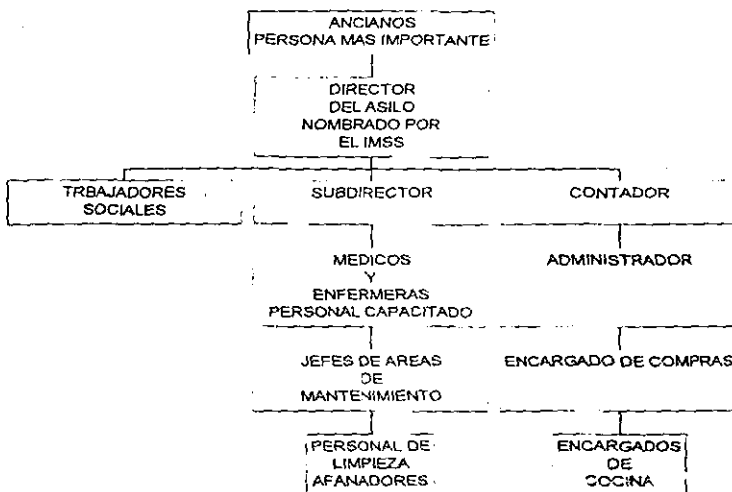 ANCIANOS
PERSONA MAS IMPORTANTE
DIRECTOR
DEL ASILO
NOMBRADO POR
EL IMSS
TRBAJADORES
SOCIALES
SUBDIRECTOR
CONTADOR
MEDICOS
Y
ENFERMERAS
PERSONAL CAPACITADO
ADMINISTRADOR
JEFES DE AREAS
DE
MANTENIMIENTO
ENCARGADO DE COMPRAS
PERSONAL DE
LIMPIEZA
AFANADORES
ENCARGADOS
DE
COCINA